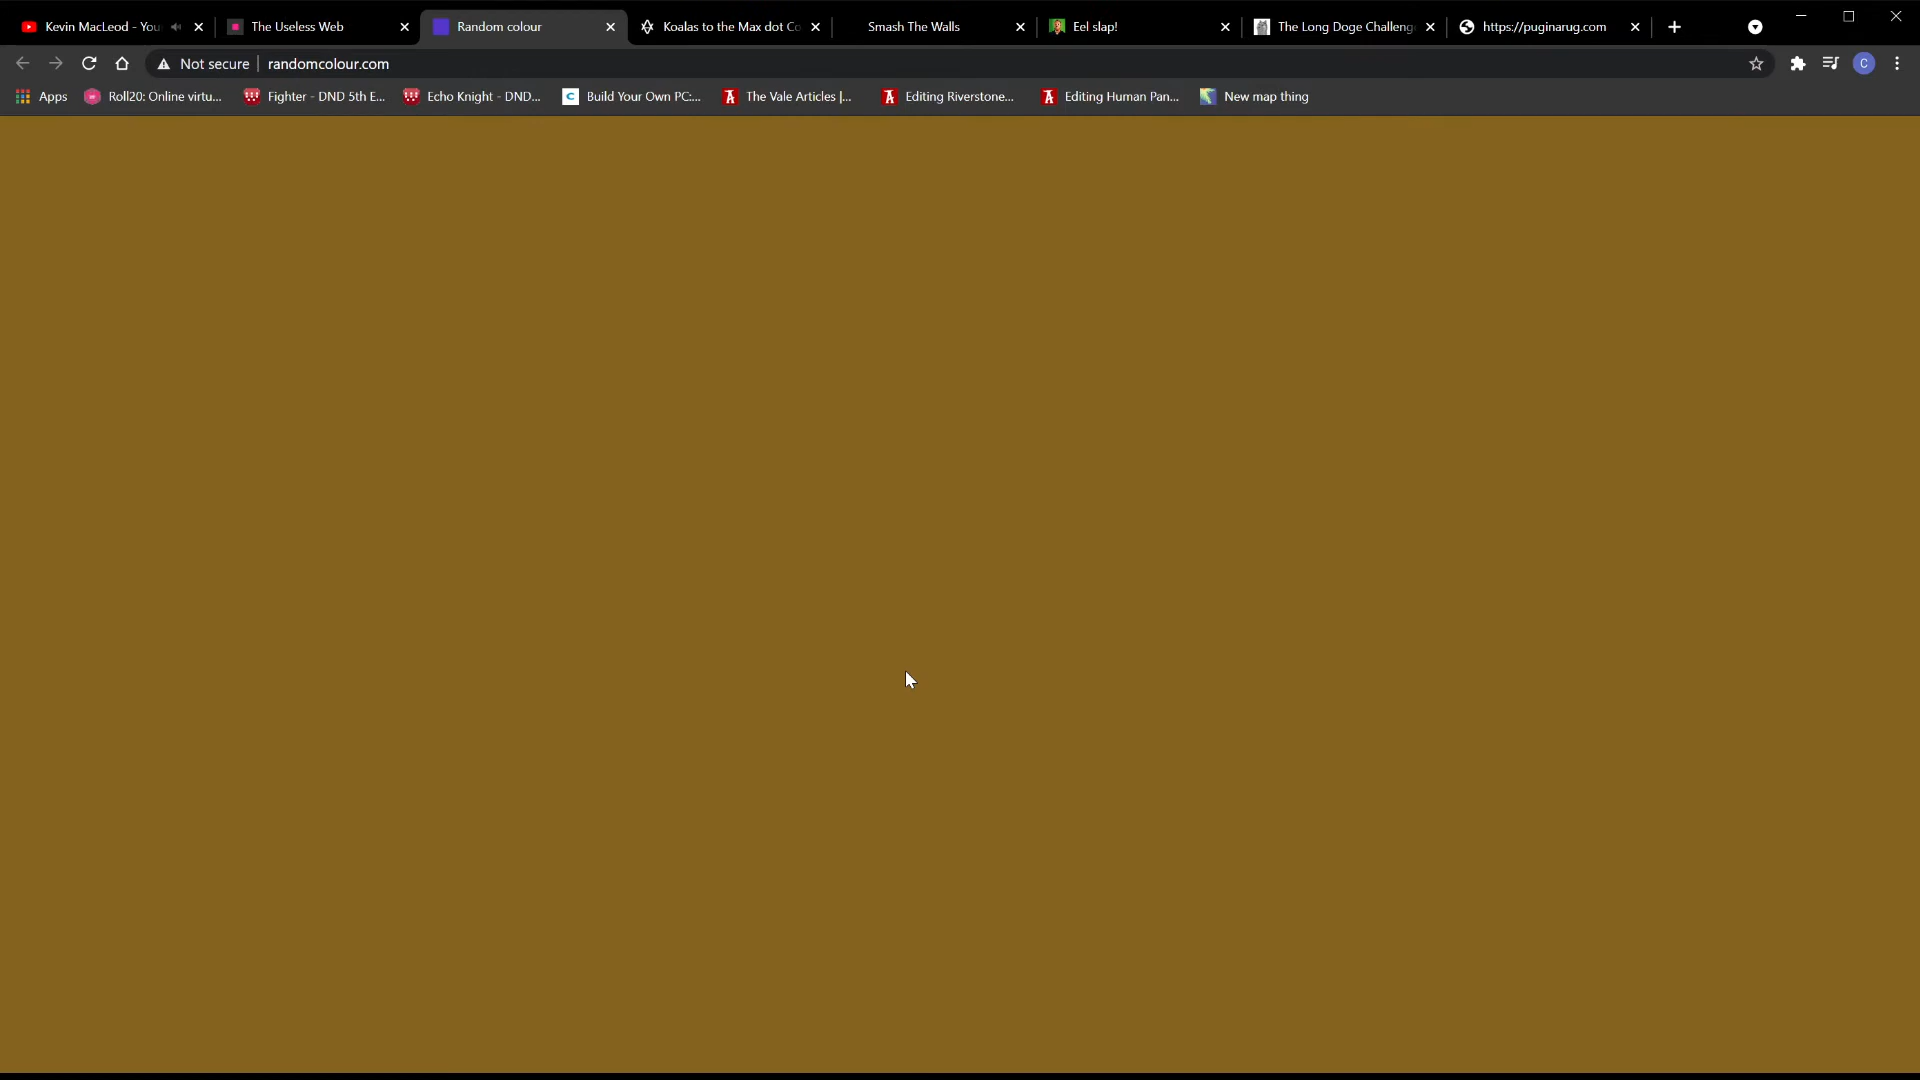 Kevin MacLeod - You
The Useless Web
Random colour
Koalas to the Max dot Co
Smash The Walls
Eel slap!
The Long Doge Challeng
https://puginarug.com
Not secure
randomcolour.com
C
Apps
Roll20: Online virtu...
Fighter - DND 5th E...
Echo Knight - DND...
C
Build Your Own PC:...
The Vale Articles |...
Editing Riverstone...
Editing Human Pan...
New map thing